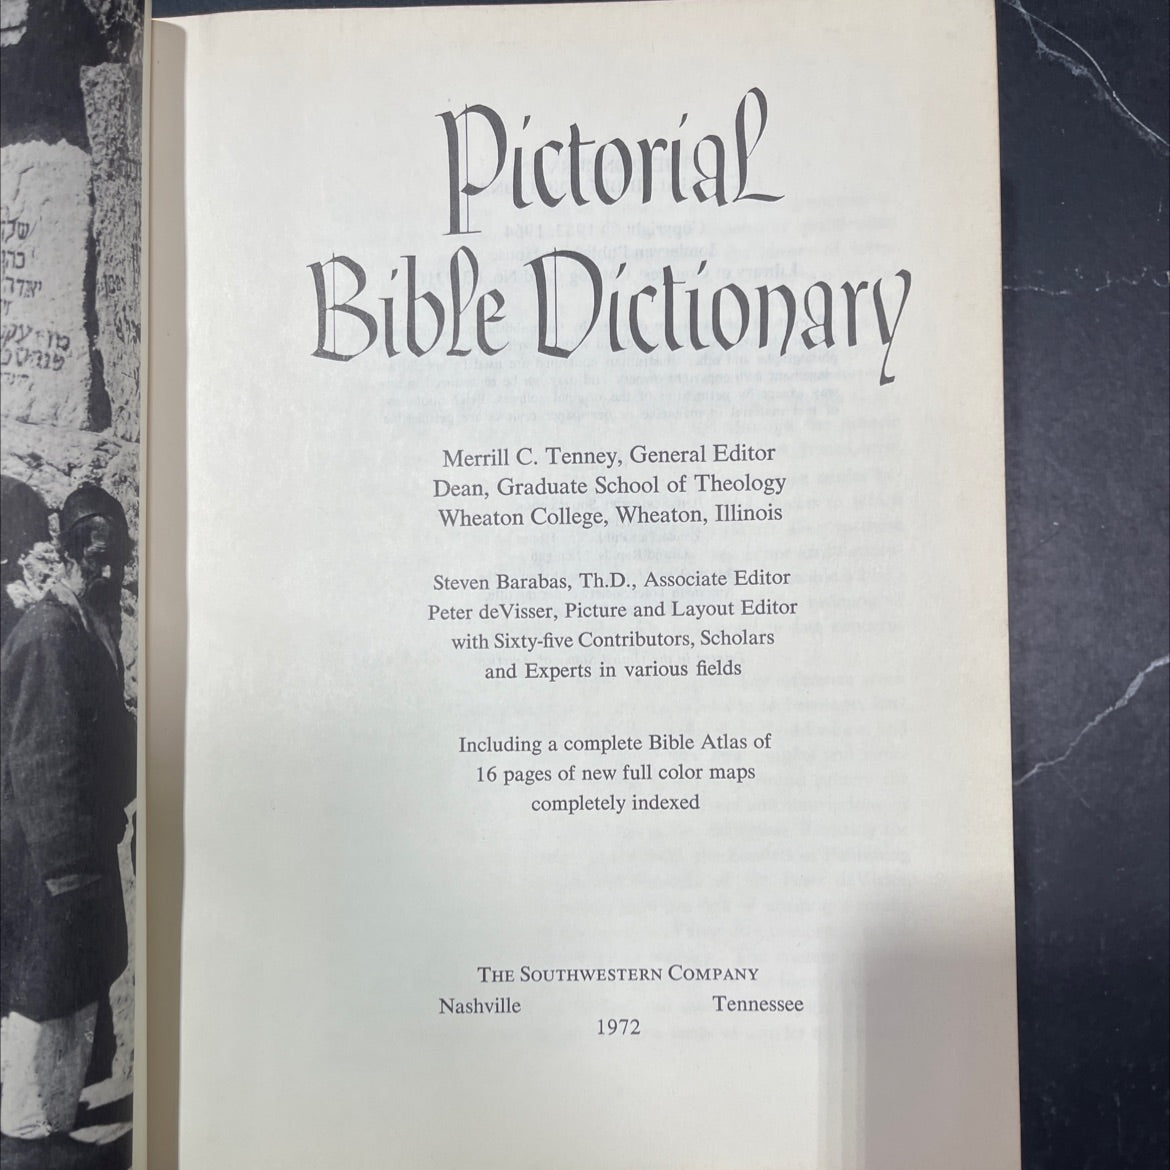 Pictorial
Bible Dictionary
Merrill C. Tenney, General Editor
Dean, Graduate School of Theology
Wheaton College, Wheaton, Illinois
Steven Barabas, Th.D., Associate Editor
Peter deVisser, Picture and Layout Editor
with Sixty-five Contributors, Scholars
and Experts in various fields
Including a complete Bible Atlas of
16 pages of new full color maps
completely indexed
THE SOUTHWESTERN COMPANY
Nashville Tennessee
1972